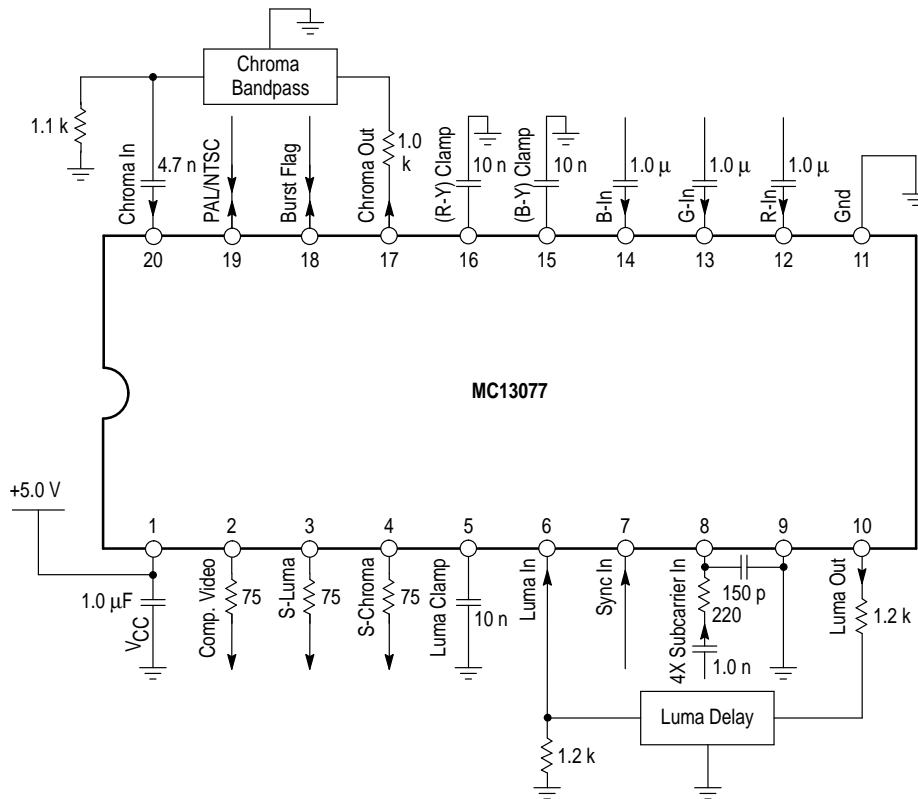 Chroma
Bandpass
1.1 k
Chroma In
4.7 n
PAL/NTSC
Burst Flag
Chroma Out
1.0
k
(R-Y) Clamp
10 n
(B-Y) Clamp
10 n
B-In
1.0 µ
G-In
1.0 µ
R-In
1.0 µ
Gnd
20 19 18 17 16 15 14 13 12 11
MC13077
+5.0 V
1 2 3 4 5 6 7 8 9 10
1.0 µF
VCC
Comp. Video
75
S-Luma
75
S-Chroma
75
Luma Clamp
10 n
Luma In
Sync In
4X Subcarrier In
150 p
220
1.0 n
Luma Out
1.2 k
Luma Delay
1.2 k